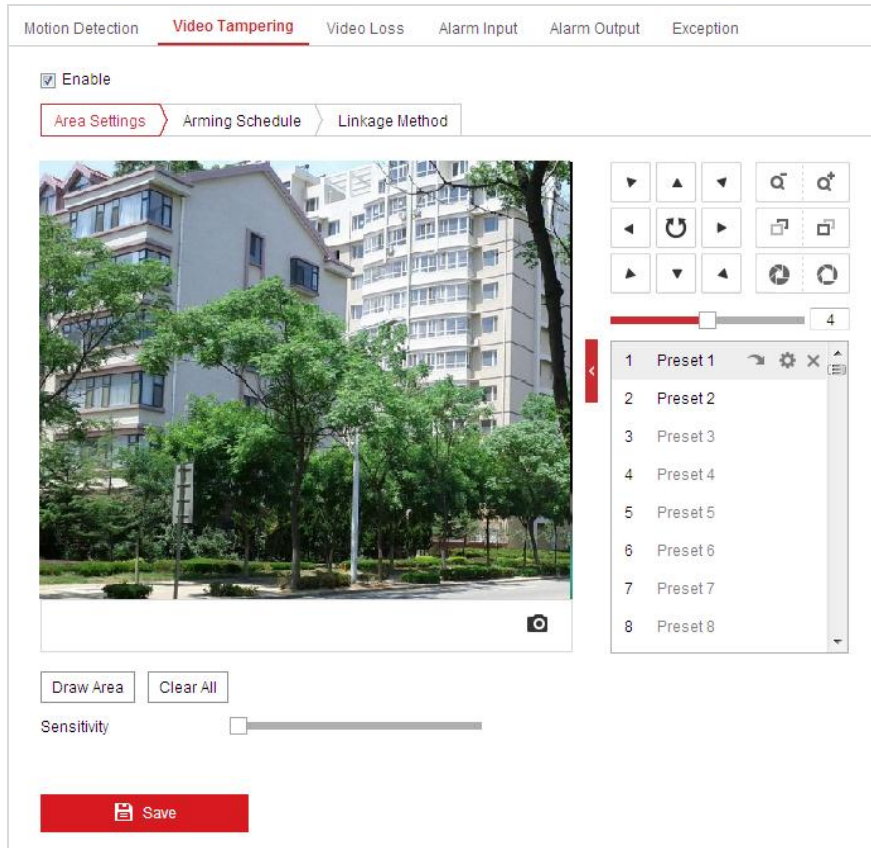 Motion Detection Video Tampering Video Loss Alarm Input Alarm Output Exception
Enable
Area Settings Arming Schedule Linkage Method
4
1 Preset 1
2 Preset 2
3 Preset 3
4 Preset 4
5 Preset 5
6 Preset 6
7 Preset 7
8 Preset 8
Draw Area Clear All
Sensitivity
Save